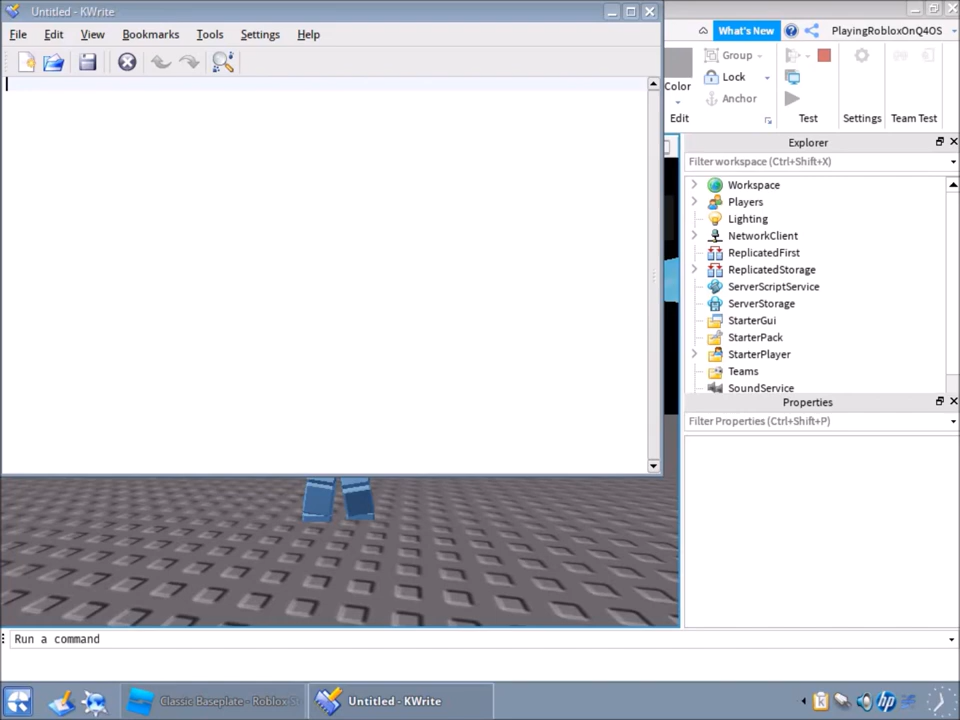 Untitled - KWrite
File Edit View Bookmarks Tools Settings Help
What's New
PlayingRobloxOnQ4OS
Group
Color
Lock
Anchor
Edit
Test
Settings
Team Test
Explorer
Filter workspace (Ctrl+Shift+X)
Workspace
Players
Lighting
NetworkClient
ReplicatedFirst
ReplicatedStorage
ServerScriptService
ServerStorage
StarterGui
StarterPack
StarterPlayer
Teams
SoundService
Properties
Filter Properties (Ctrl+Shift+P)
Run a command
Classic Baseplate - Roblox S
Untitled - KWrite
hp